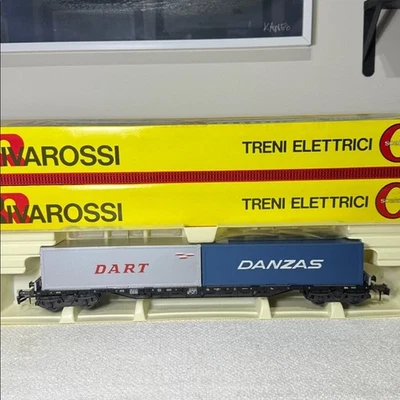 IVAROSSI TRENI ELETTRICI
IVAROSSI TRENI ELETTRICI
DART DANZAS